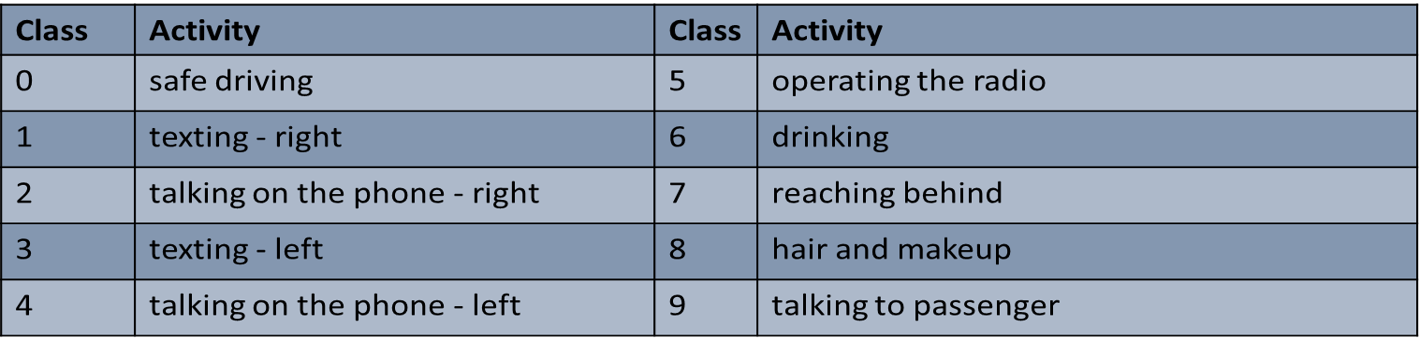 Class Activity Class Activity
0 safe driving 5 operating the radio
1 texting - right 6 drinking
2 talking on the phone - right 7 reaching behind
3 texting - left 8 hair and makeup
4 talking on the phone - left 9 talking to passenger